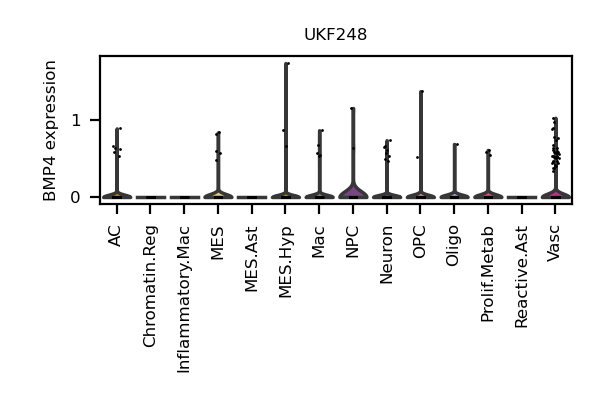 UKF248
BMP4 expression
1
0
AC
Chromatin.Reg
Inflammatory.Mac
MES
MES.Ast
MES.Hyp
Mac
NPC
Neuron
OPC
Oligo
Prolif.Metab
Reactive.Ast
Vasc